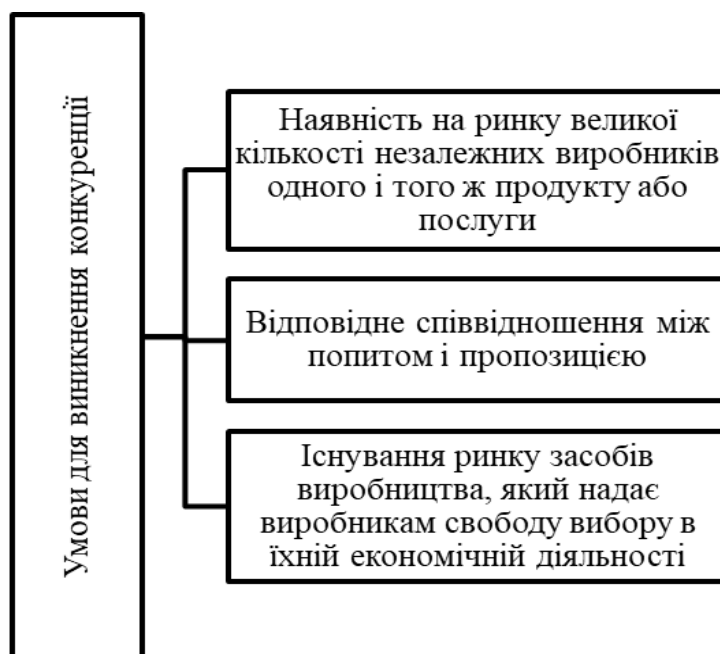 Умови для виникнення конкуренції
Наявність на ринку великої
кількості незалежних виробників
одного і того ж продукту або
послуги
Відповідне співвідношення між
попитом і пропозицією
Існування ринку засобів
виробництва, який надає
виробникам свободу вибору в
їхній економічній діяльності